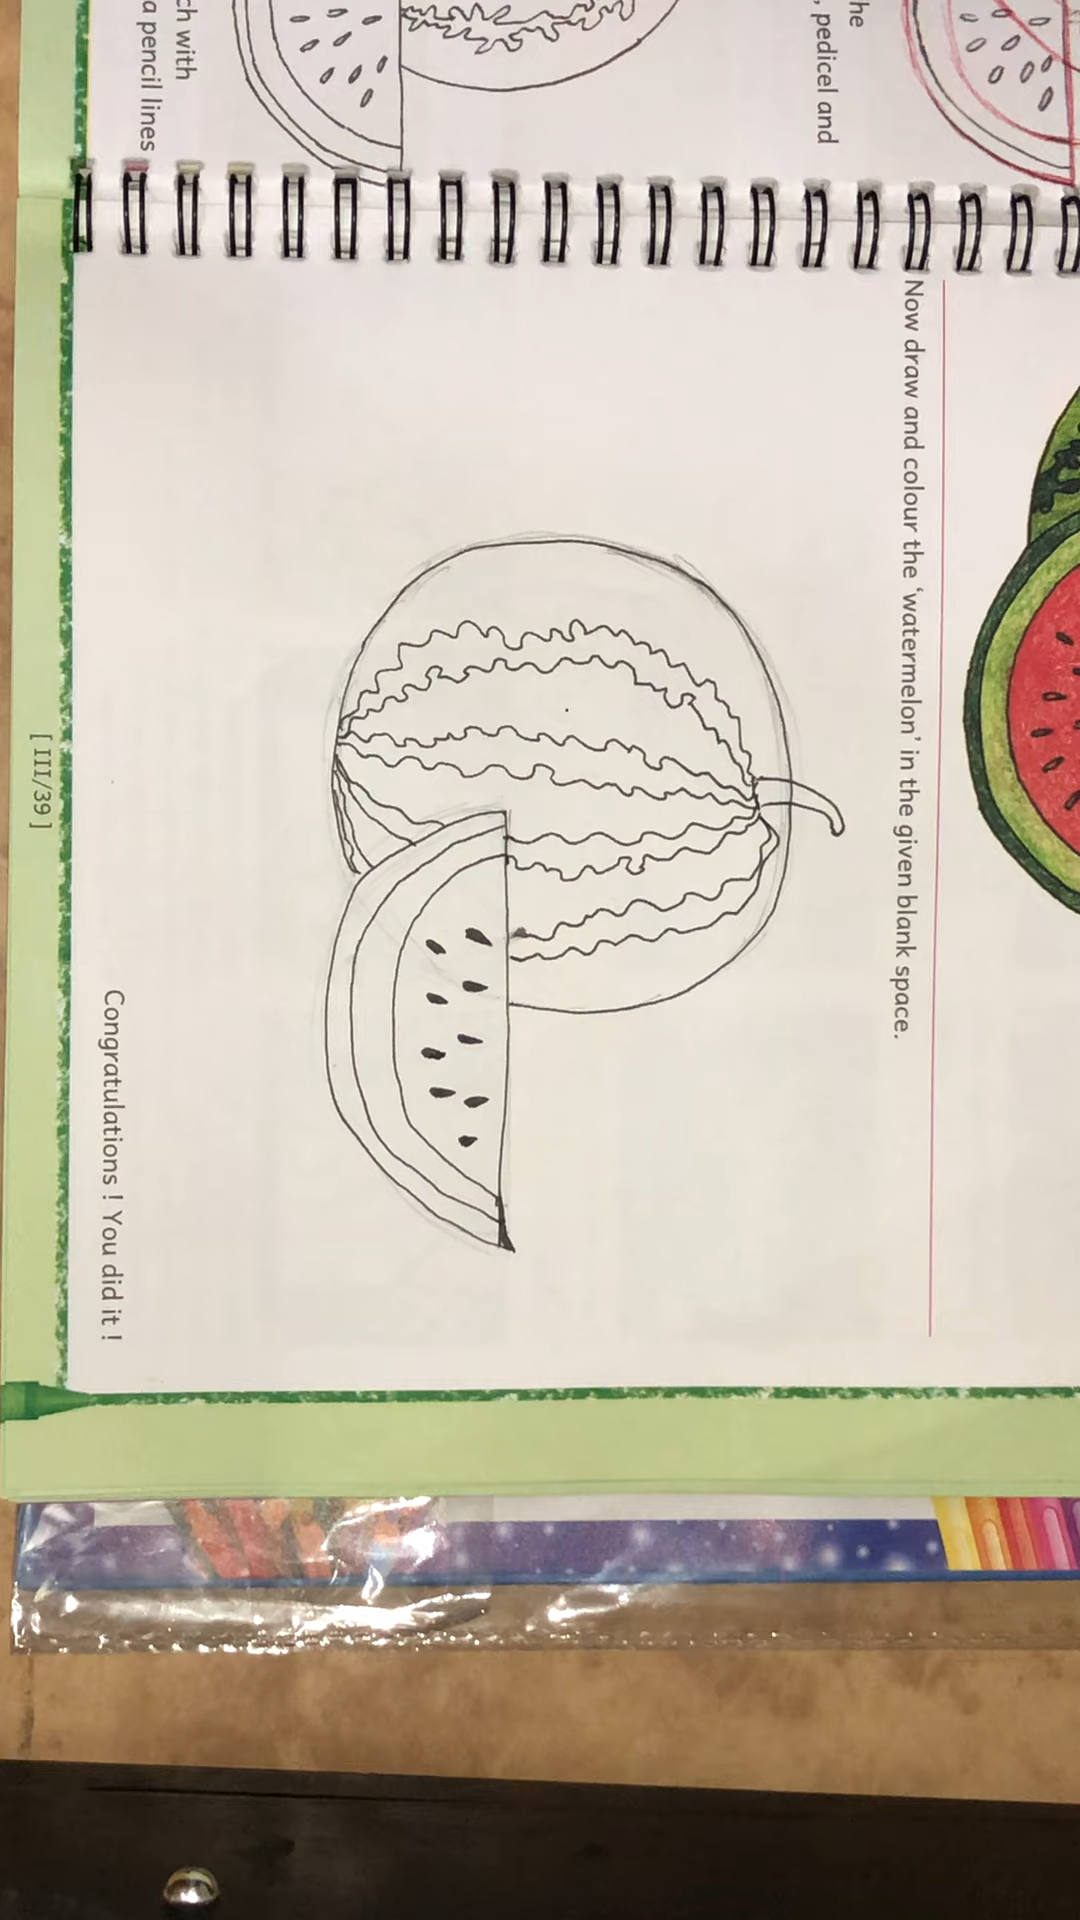 he
, pedicel and
ch with
a pencil lines
Now draw and colour the ‘watermelon’ in the given blank space.
Congratulations ! You did it !
[ III/39 ]